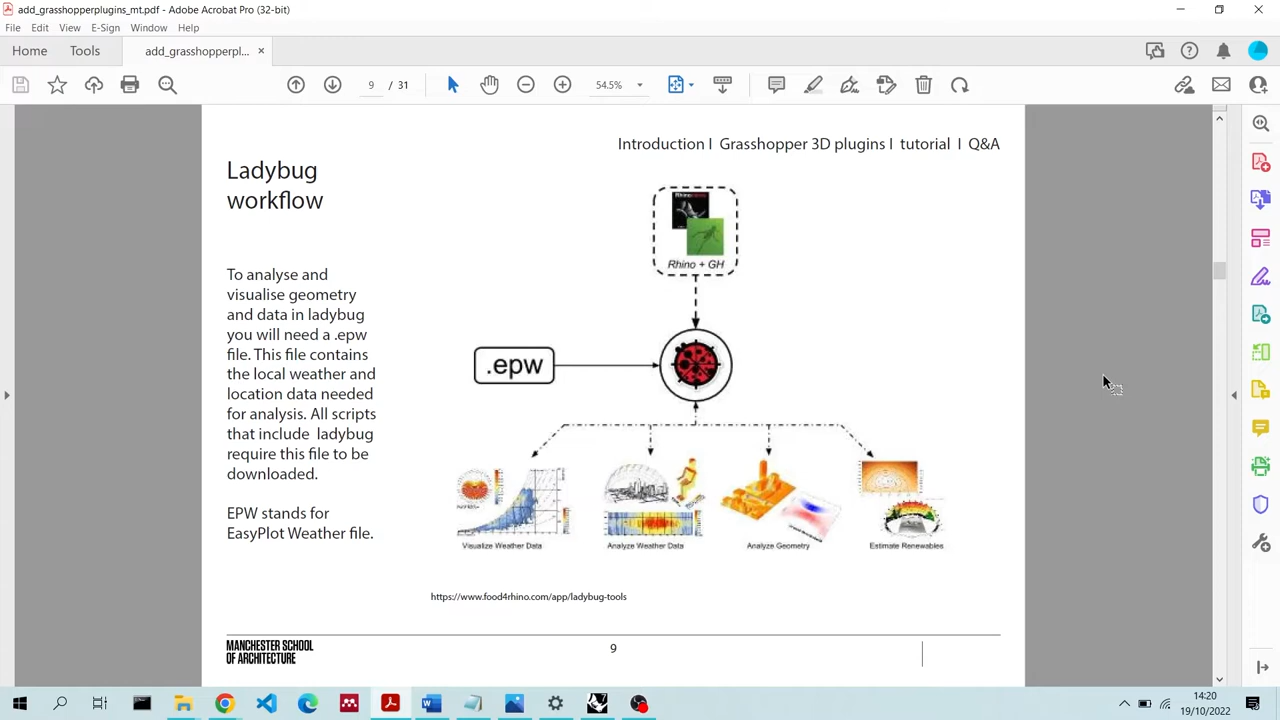 add_grasshopperplugins_mt.pdf - Adobe Acrobat Pro (32-bit)
File Edit View E-Sign Window Help
Home Tools add_grasshopperpl... ×
9 / 31 54.5%
Introduction I Grasshopper 3D plugins I tutorial I Q&A
Ladybug
workflow
Rhino + GH
To analyse and
visualise geometry
and data in ladybug
you will need a .epw
file. This file contains
the local weather and
location data needed
for analysis. All scripts
that include ladybug
require this file to be
downloaded.
.epw
EPW stands for
EasyPlot Weather file.
Visualize Weather Data Analyze Weather Data Analyze Geometry Estimate Renewables
https://www.food4rhino.com/app/ladybug-tools
MANCHESTER SCHOOL
OF ARCHITECTURE
9
14:20
19/10/2022